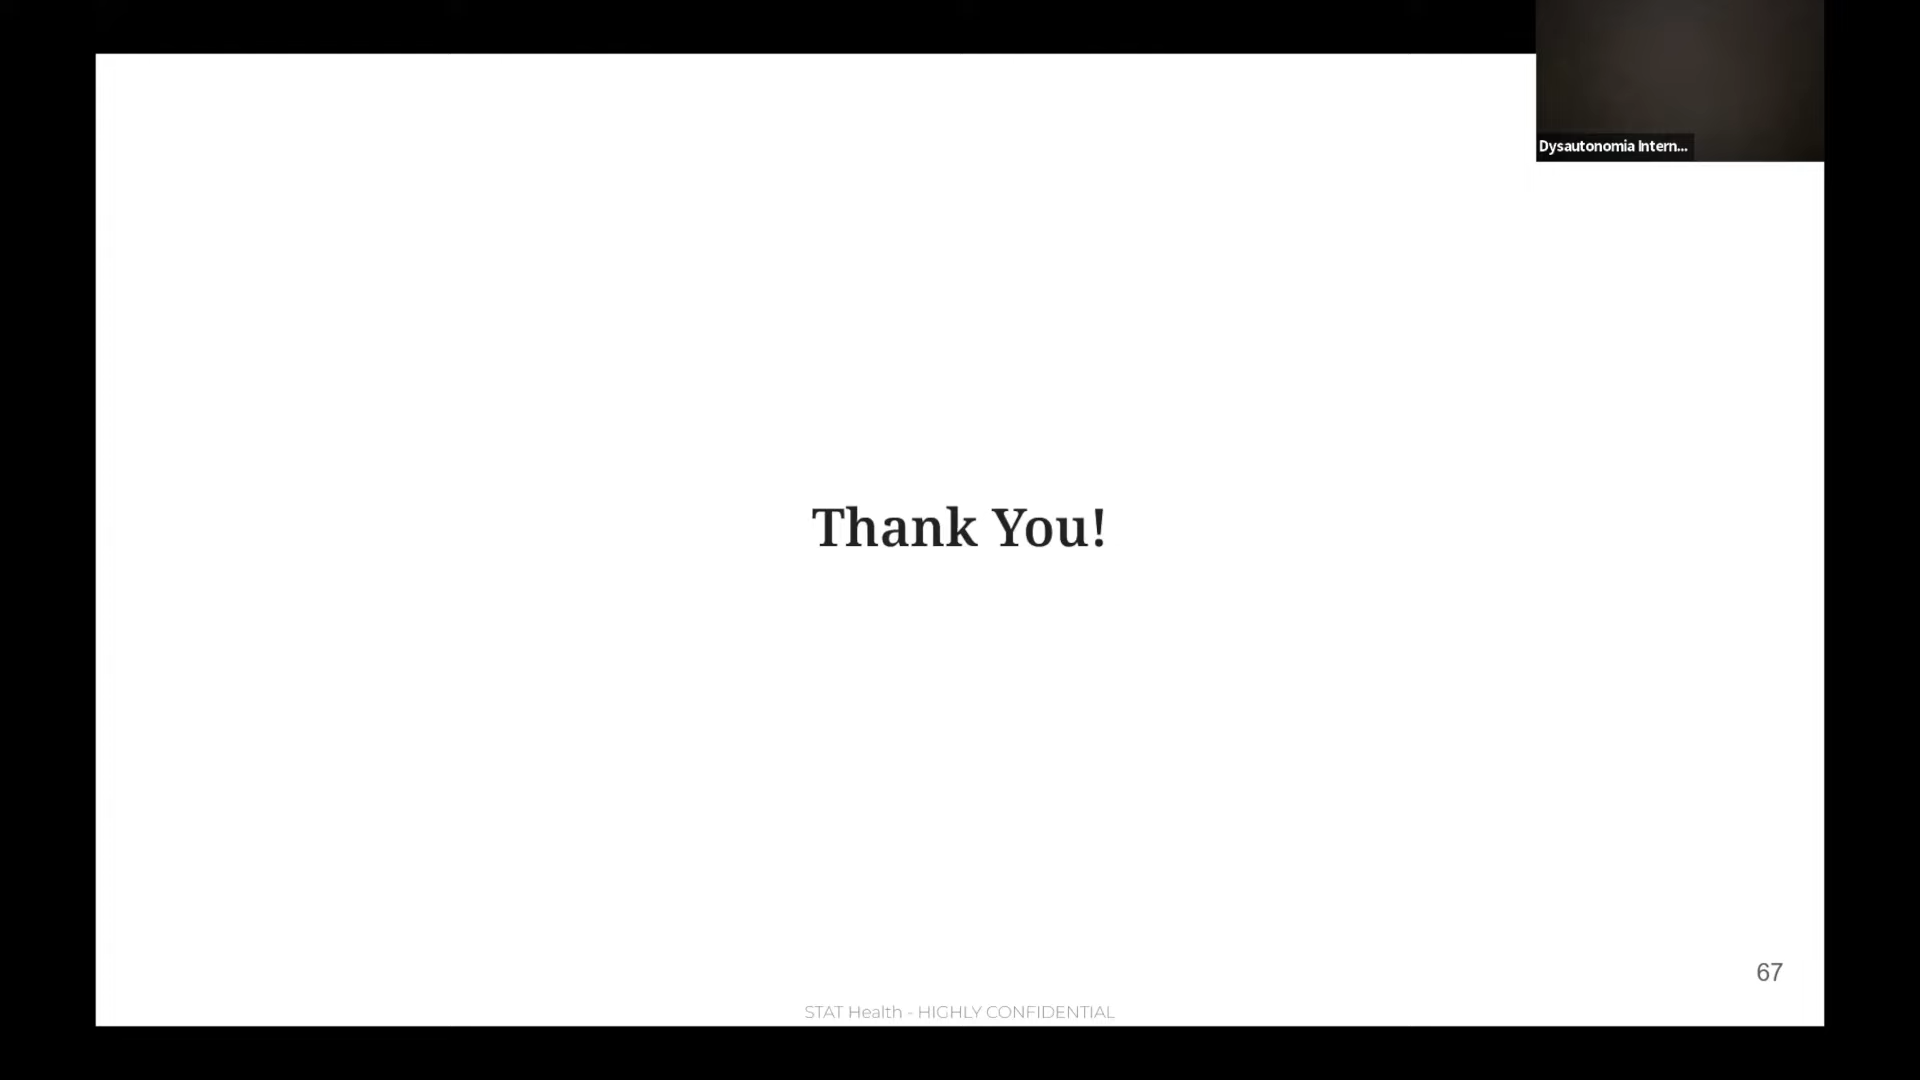 Dysautonomia Intern...
Thank You!
67
STAT Health - HIGHLY CONFIDENTIAL